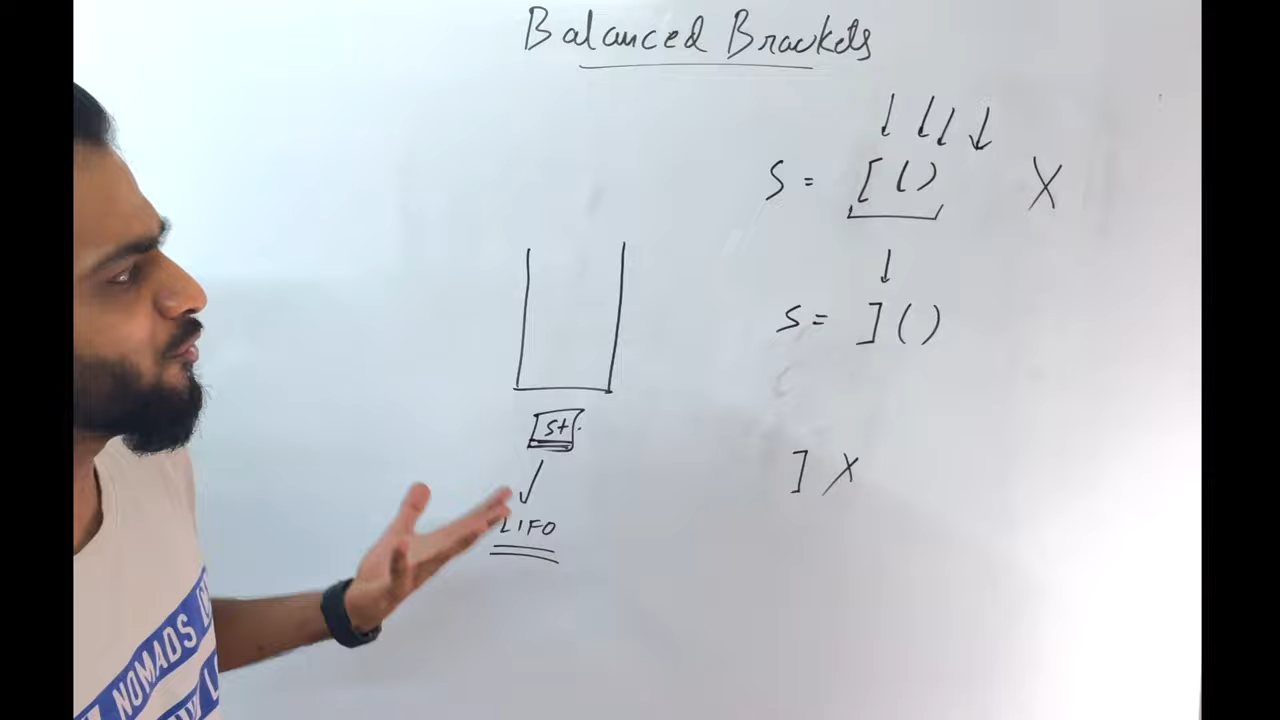 Balanced Brackets
S = [()  X
S = ]()
St.
] X
LIFO
NOMADS